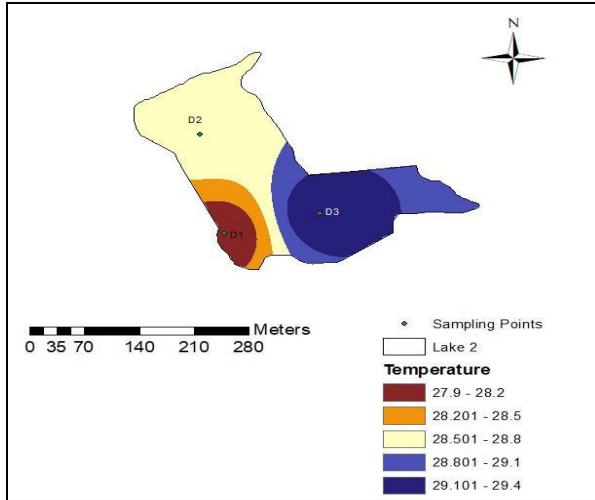 N
D2
D3
D1
Meters
0 35 70 140 210 280
Sampling Points
Lake 2
Temperature
27.9 - 28.2
28.201 - 28.5
28.501 - 28.8
28.801 - 29.1
29.101 - 29.4